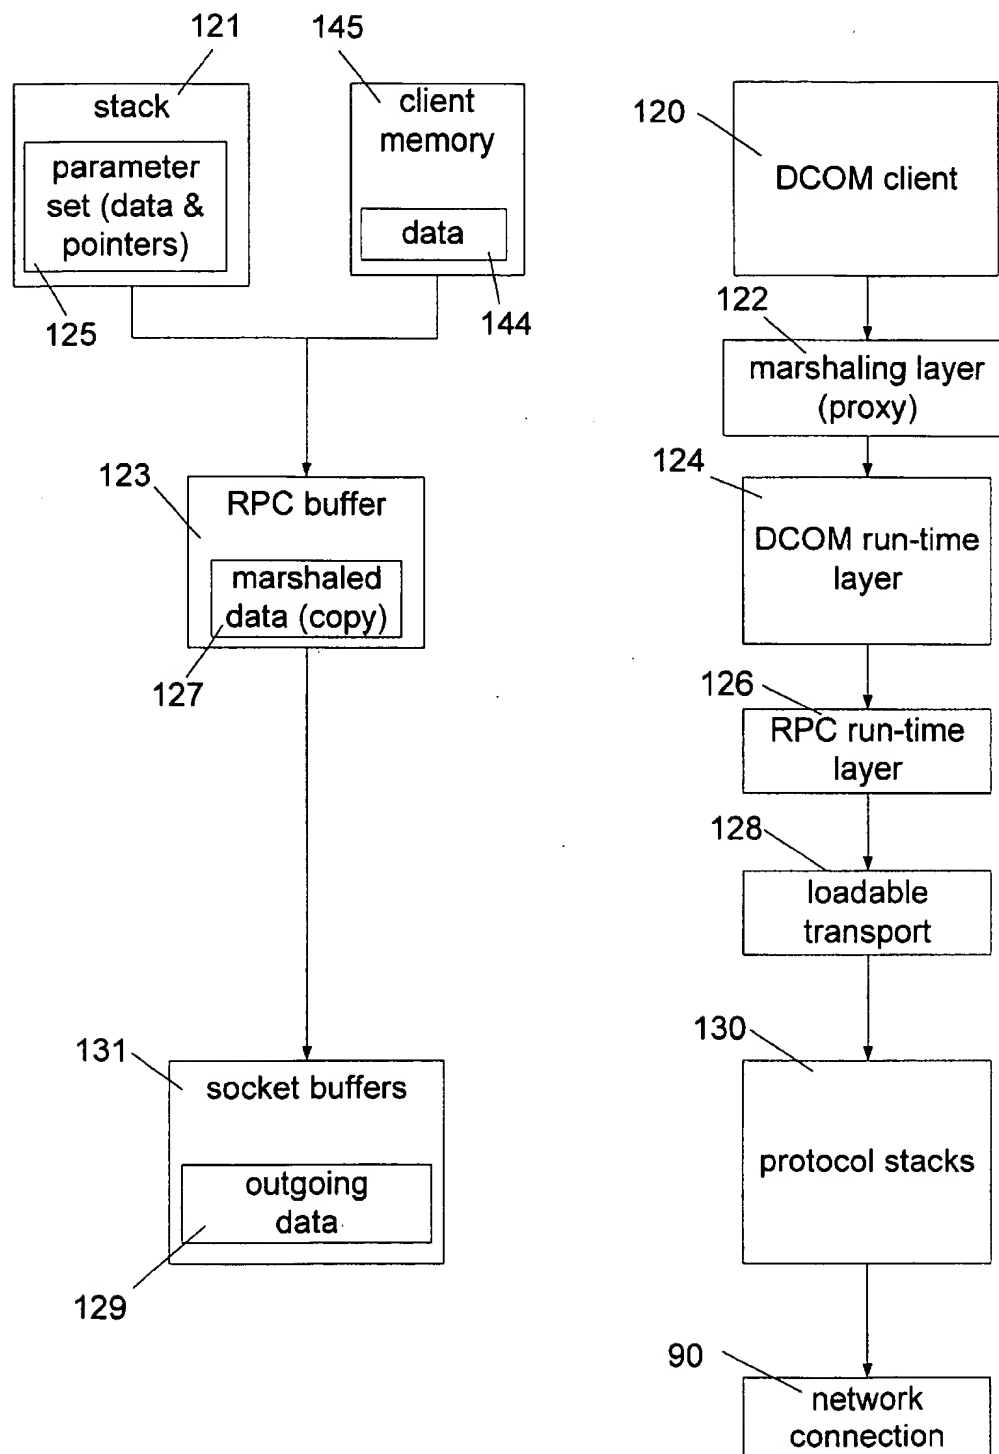 121
145
stack
client
memory
120
DCOM client
parameter
set (data &
pointers)
data
125
144
122
marshaling layer
(proxy)
123
RPC buffer
124
DCOM run-time
layer
marshaled
data (copy)
127
126
RPC run-time
layer
128
loadable
transport
131
socket buffers
130
protocol stacks
outgoing
data
129
90
network
connection